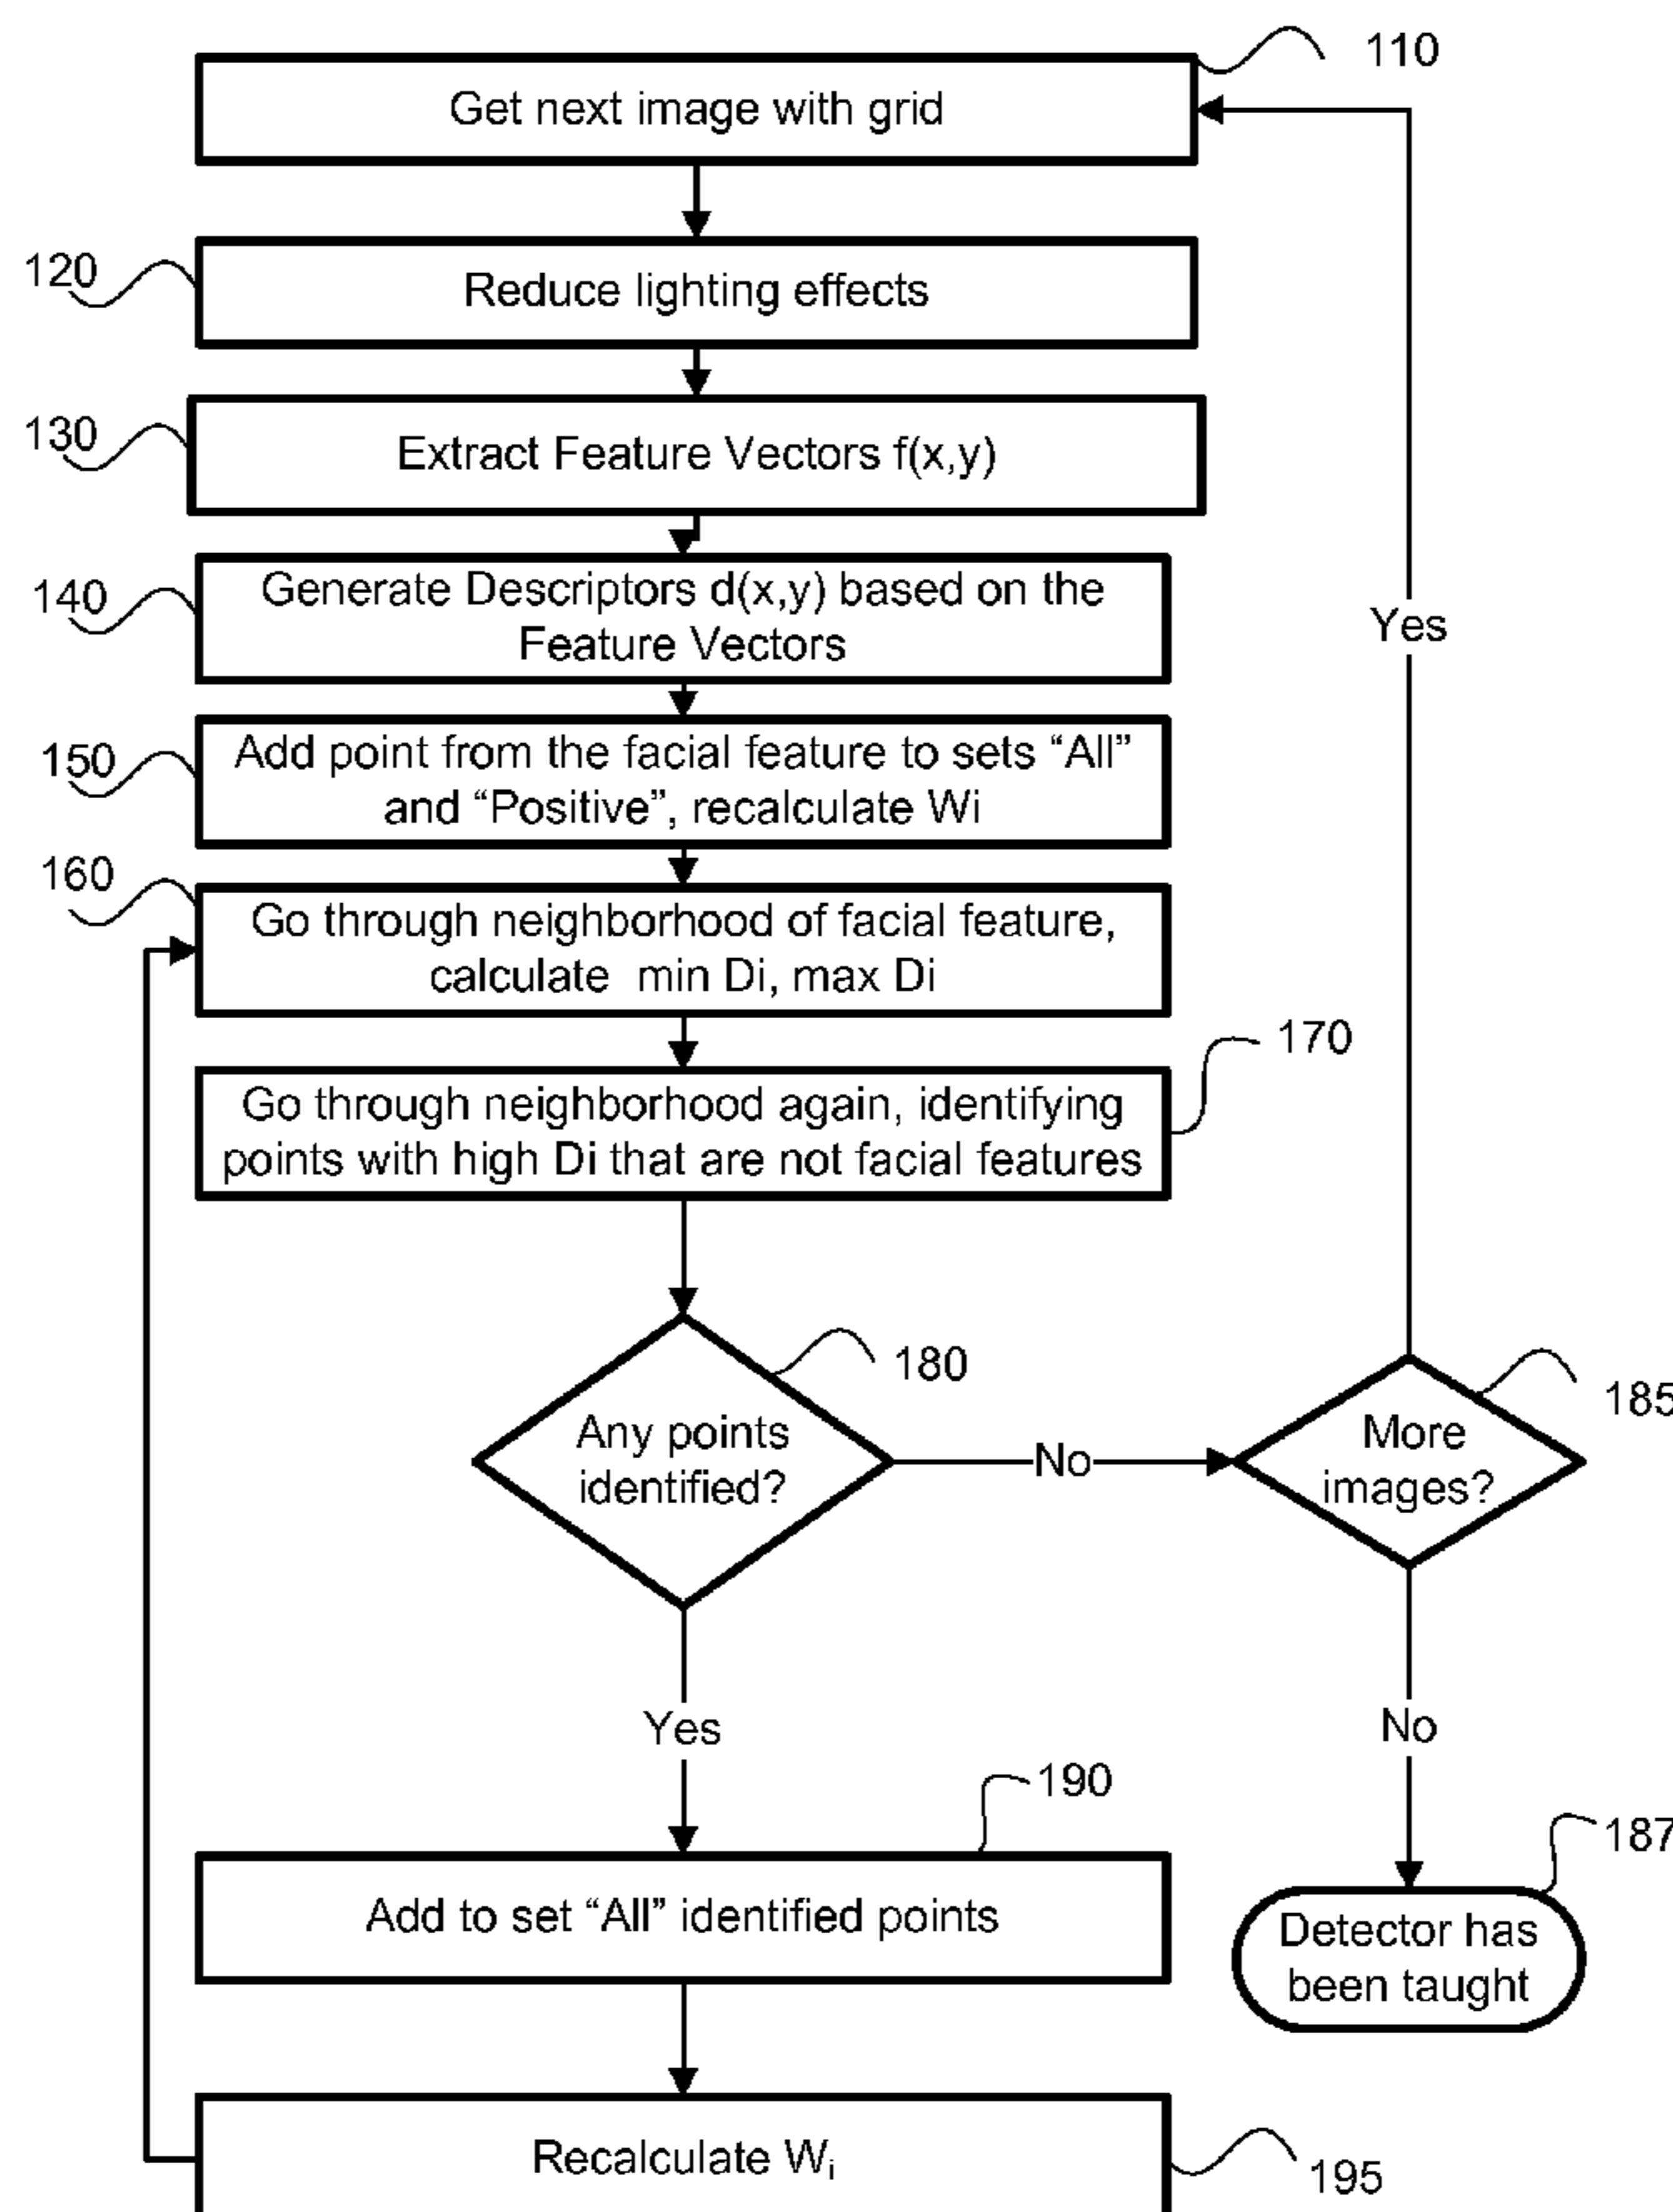 110
Get next image with grid
120
Reduce lighting effects
130
Extract Feature Vectors f(x,y)
140
Generate Descriptors d(x,y) based on the
Feature Vectors
Yes
150
Add point from the facial feature to sets “All”
and “Positive”, recalculate Wi
160
Go through neighborhood of facial feature,
calculate min Di, max Di
170
Go through neighborhood again, identifying
points with high Di that are not facial features
180
Any points
identified?
No
185
More
images?
Yes
No
190
Add to set “All” identified points
187
Detector has
been taught
Recalculate Wi
195